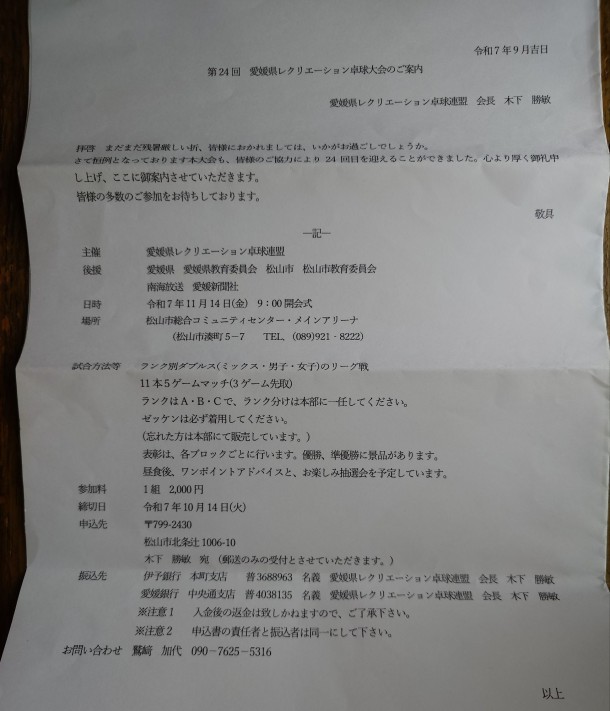 令和7年9月吉日
第24回 愛媛県レクリエーション卓球大会のご案内
愛媛県レクリエーション卓球連盟 会長 木下 勝敏
拝啓 まだまだ残暑厳しい折、皆様におかれましては、いかがお過ごしでしょうか。
さて恒例となっております本大会も、皆様のご協力により24回目を迎えることができました。心より厚く御礼申
し上げ、ここに御案内させていただきます。
皆様の多数のご参加をお待ちしております。
敬具
―記―
主催 愛媛県レクリエーション卓球連盟
後援 愛媛県 愛媛県教育委員会 松山市 松山市教育委員会
南海放送 愛媛新聞社
日時 令和7年11月14日(金) 9:00開会式
場所 松山市総合コミュニティセンター・メインアリーナ
(松山市湊町5-7 TEL、(089)921‐8222)
試合方法等 ランク別ダブルス(ミックス・男子・女子)のリーグ戦
11本5ゲームマッチ(3ゲーム先取)
ランクはA・B・Cで、ランク分けは本部に一任してください。
ゼッケンは必ず着用してください。
(忘れた方は本部にて販売しています。)
表彰は、各ブロックごとに行います。優勝、準優勝に景品があります。
昼食後、ワンポイントアドバイスと、お楽しみ抽選会を予定しています。
参加料 1組 2,000円
締切日 令和7年10月14日(火)
申込先 〒799-2430
松山市北条辻1006-10
木下 勝敏 宛 (郵送のみの受付とさせていただきます。)
振込先 伊予銀行 本町支店 普3688963 名義 愛媛県レクリエーション卓球連盟 会長 木下 勝敏
愛媛銀行 中央通支店 普4038135 名義 愛媛県レクリエーション卓球連盟 会長 木下 勝敏
※注意1 入金後の返金は致しかねますので、ご了承下さい。
※注意2 申込書の責任者と振込者は同一にして下さい。
お問い合わせ 鷲﨑 加代 090-7625-5316
以上